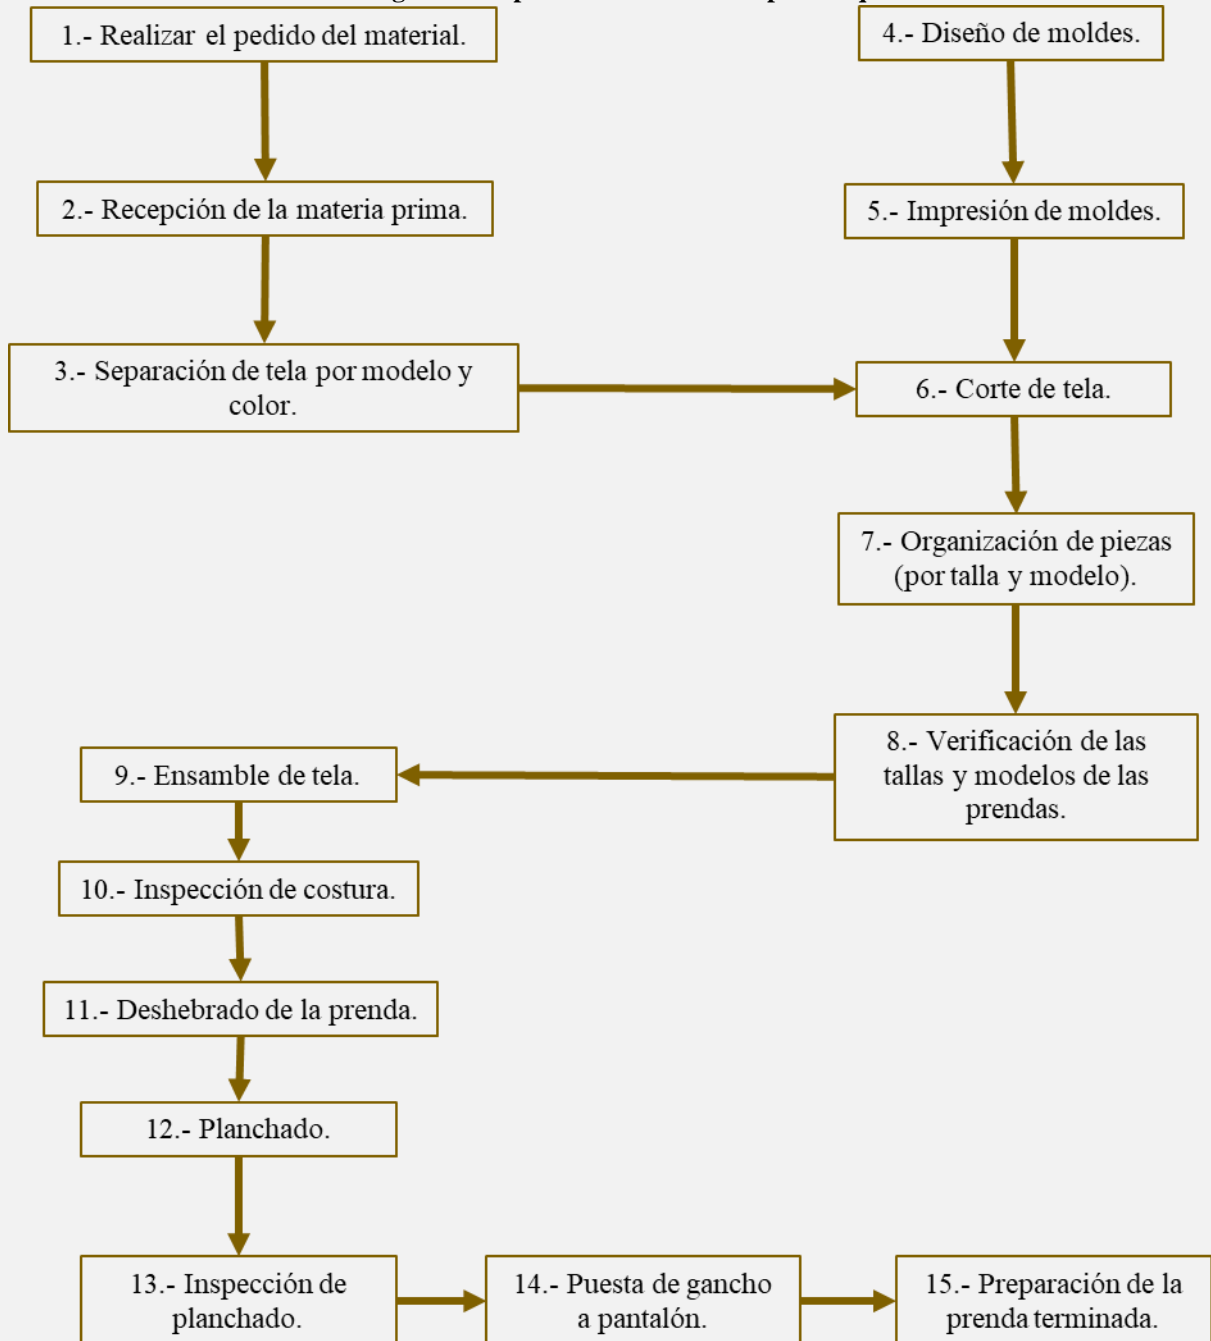 1.- Realizar el pedido del material.
2.- Recepción de la materia prima.
3.- Separación de tela por modelo y
color.
4.- Diseño de moldes.
5.- Impresión de moldes.
6.- Corte de tela.
7.- Organización de piezas
(por talla y modelo).
8.- Verificación de las
tallas y modelos de las
prendas.
9.- Ensamble de tela.
10.- Inspección de costura.
11.- Deshebrado de la prenda.
12.- Planchado.
13.- Inspección de
planchado.
14.- Puesta de gancho
a pantalón.
15.- Preparación de la
prenda terminada.